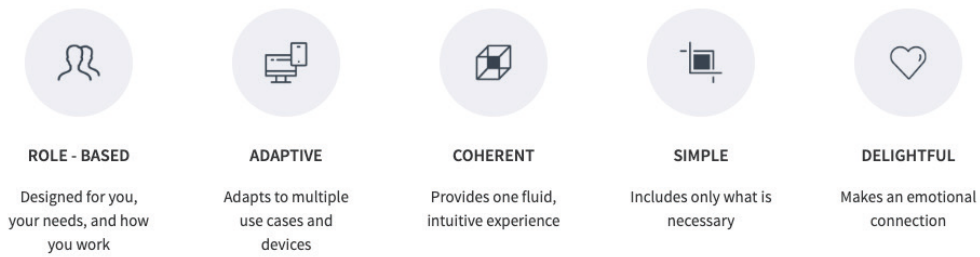 ROLE - BASED
Designed for you,
your needs, and how
you work
ADAPTIVE
Adapts to multiple
use cases and
devices
COHERENT
Provides one fluid,
intuitive experience
SIMPLE
Includes only what is
necessary
DELIGHTFUL
Makes an emotional
connection